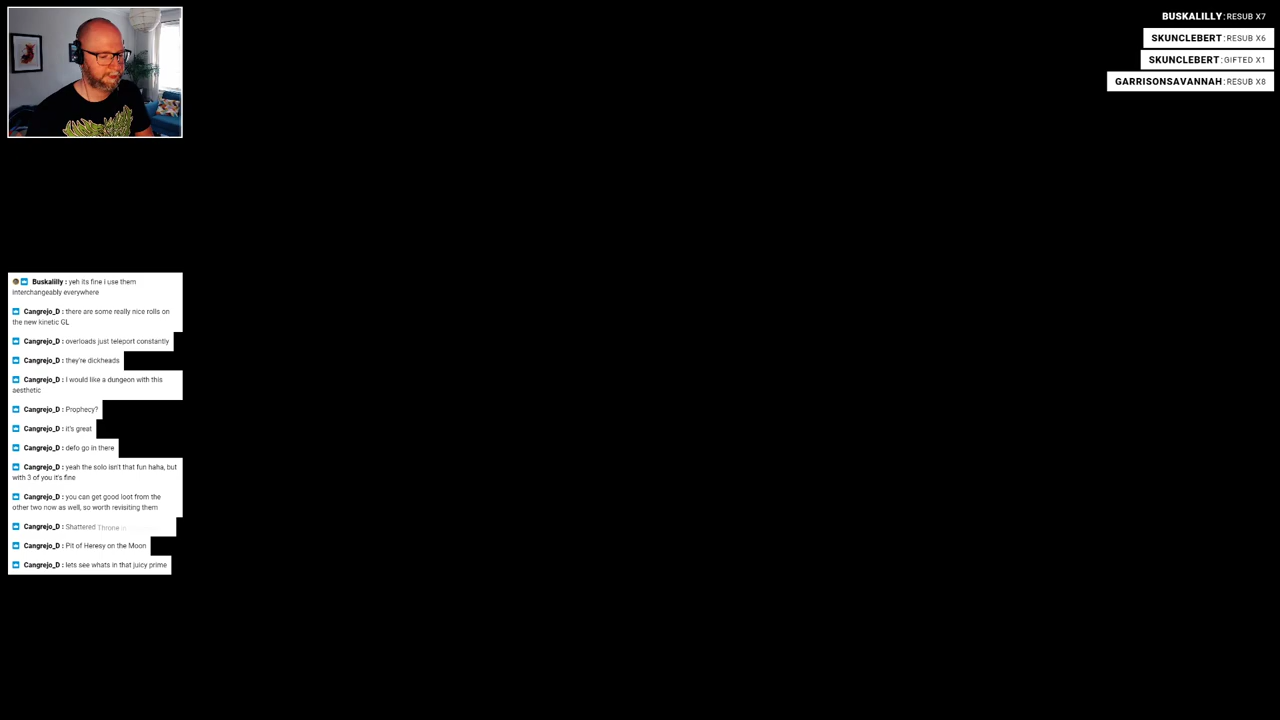 BUSKALILLY: RESUB X7
SKUNCLEBERT: RESUB X6
SKUNCLEBERT: GIFTED X1
GARRISONSAVANNAH: RESUB X8
Buskalilly : yeh its fine i use them
interchangeably everywhere
Cangrejo_D : there are some really nice rolls on
the new kinetic GL
Cangrejo_D : overloads just teleport constantly
Cangrejo_D : they're dickheads
Cangrejo_D : I would like a dungeon with this
aesthetic
Cangrejo_D : Prophecy?
Cangrejo_D : it's great
Cangrejo_D : defo go in there
Cangrejo_D : yeah the solo isn't that fun haha, but
with 3 of you it's fine
Cangrejo_D : you can get good loot from the
other two now as well, so worth revisiting them
Cangrejo_D : Shattered Throne
Cangrejo_D : Pit of Heresy on the Moon
Cangrejo_D : lets see whats in that juicy prime